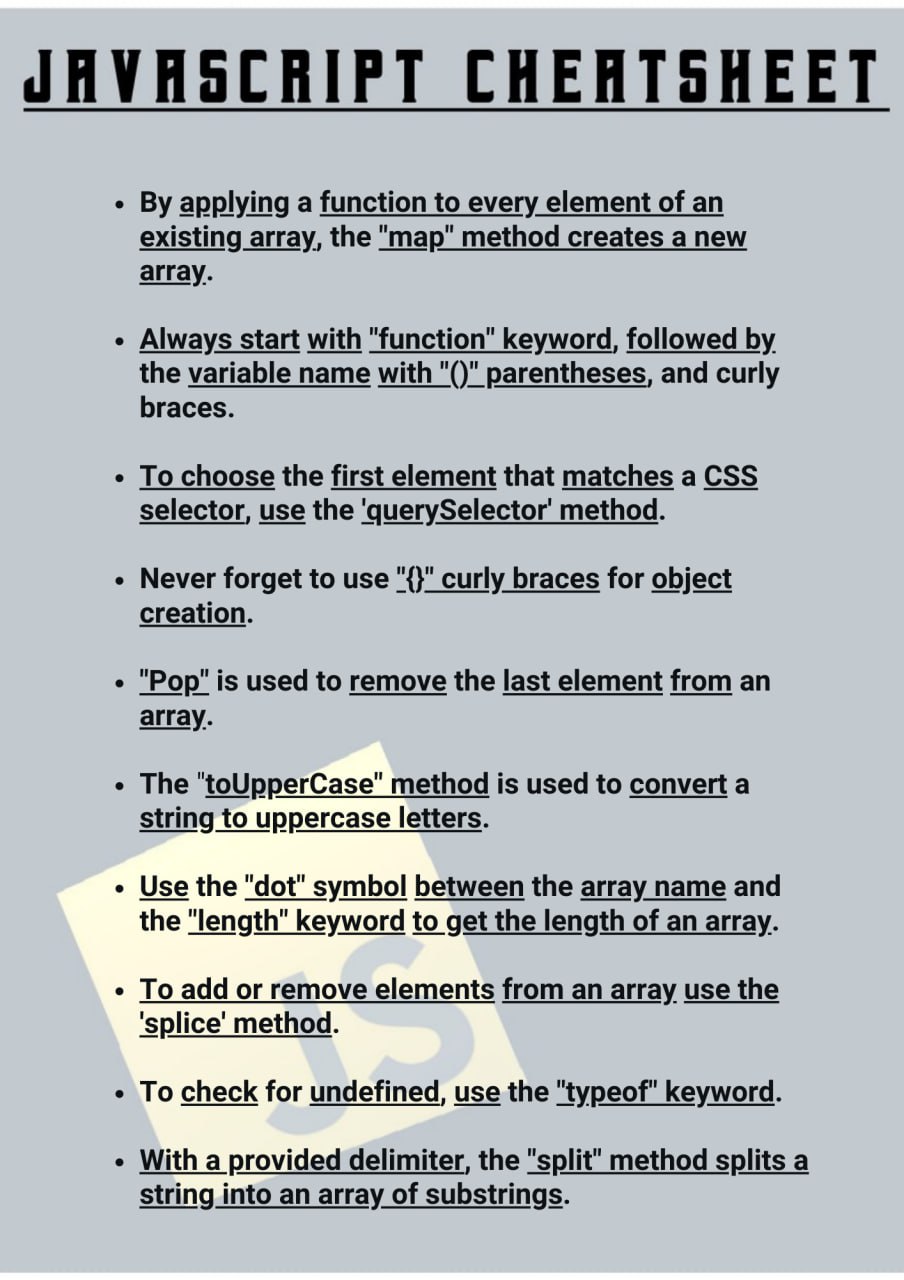 JAVASCRIPT CHEATSHEET
• By applying a function to every element of an
existing array, the "map" method creates a new
array.
• Always start with "function" keyword, followed by
the variable name with "()" parentheses, and curly
braces.
• To choose the first element that matches a CSS
selector, use the 'querySelector' method.
• Never forget to use "{}" curly braces for object
creation.
• "Pop" is used to remove the last element from an
array.
• The "toUpperCase" method is used to convert a
string to uppercase letters.
• Use the "dot" symbol between the array name and
the "length" keyword to get the length of an array.
• To add or remove elements from an array use the
'splice' method.
• To check for undefined, use the "typeof" keyword.
• With a provided delimiter, the "split" method splits a
string into an array of substrings.
JS